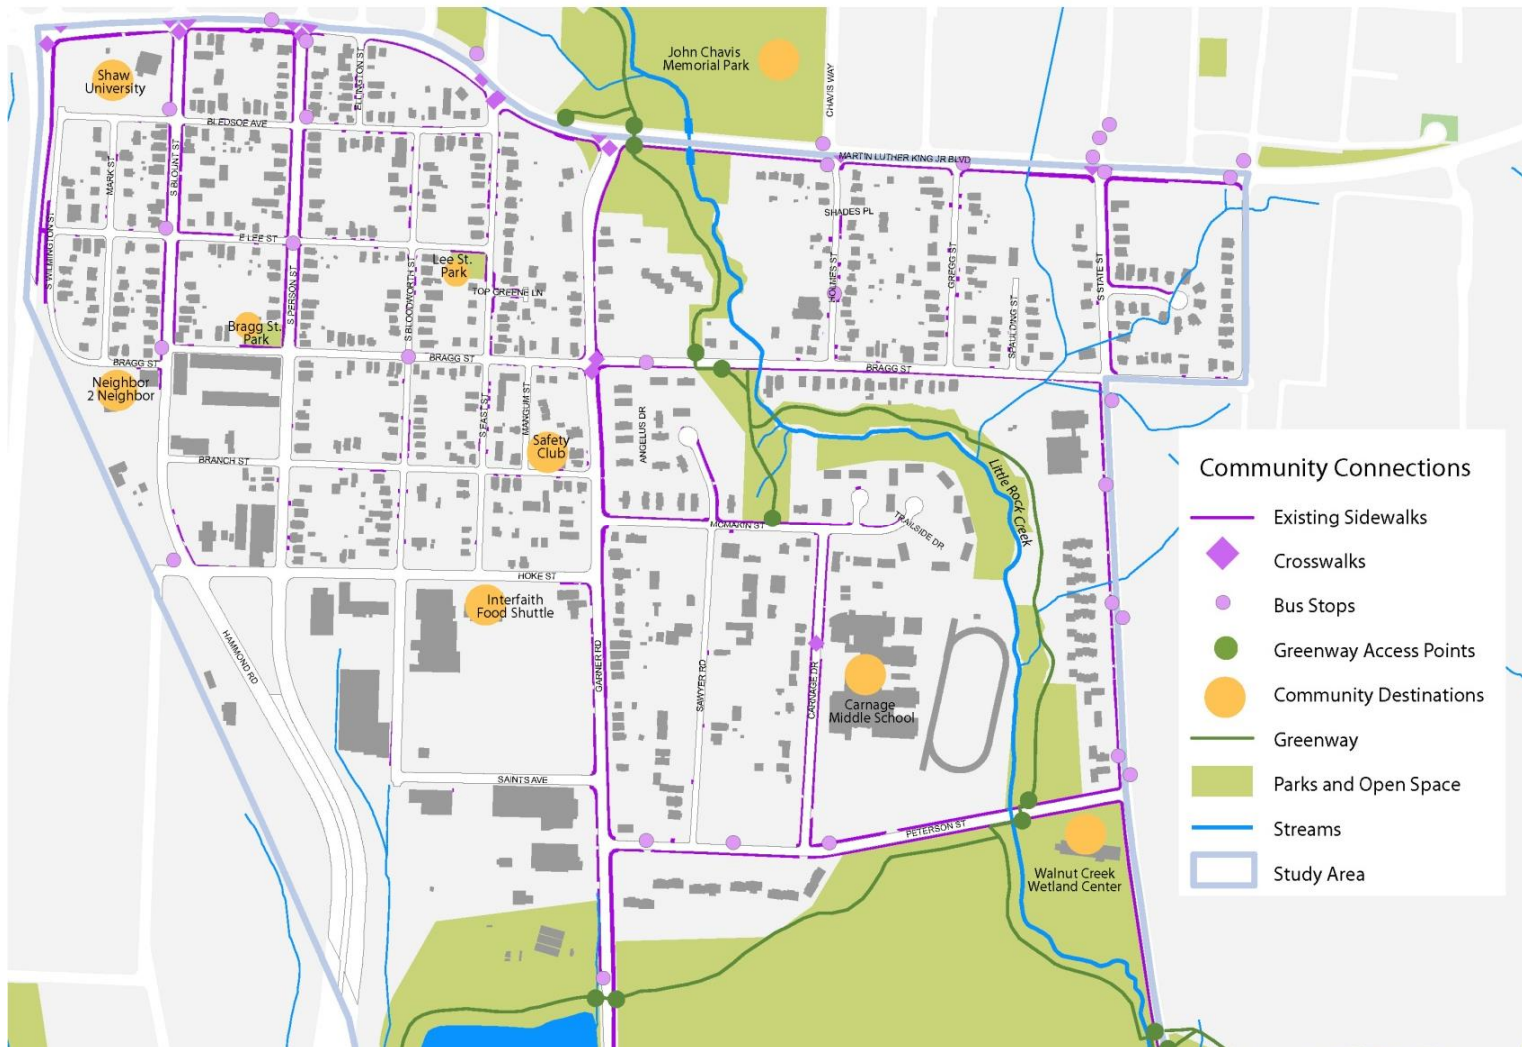 John Chavis
Memorial Park
CHAVIS WAY
Shaw
University
ELLINGTON ST
BLEDSOE AVE
MARK ST
S BLOUNT ST
MARTIN LUTHER KING JR BLVD
SHADES PL
S WILMINGTON ST
E LEE ST
S PERSON ST
S BLOODWORTH ST
Lee St.
Park
TOP GREENE LN
HOLMES ST
GREGG ST
S STATE ST
SPAULDING ST
Bragg St.
Park
BRAGG ST
BRAGG ST
BRAGG ST
Neighbor
2 Neighbor
S EAST ST
MANGUM ST
ANGELUS DR
Safety
Club
BRANCH ST
Little Rock Creek
MCMAKIN ST
TRAILSIDE DR
HOKE ST
Interfaith
Food Shuttle
HAMMOND RD
GARNER RD
SAWYER RD
CARNAGE DR
Carnage
Middle School
SAINTS AVE
PETERSON ST
Walnut Creek
Wetland Center
Community Connections
Existing Sidewalks
Crosswalks
Bus Stops
Greenway Access Points
Community Destinations
Greenway
Parks and Open Space
Streams
Study Area